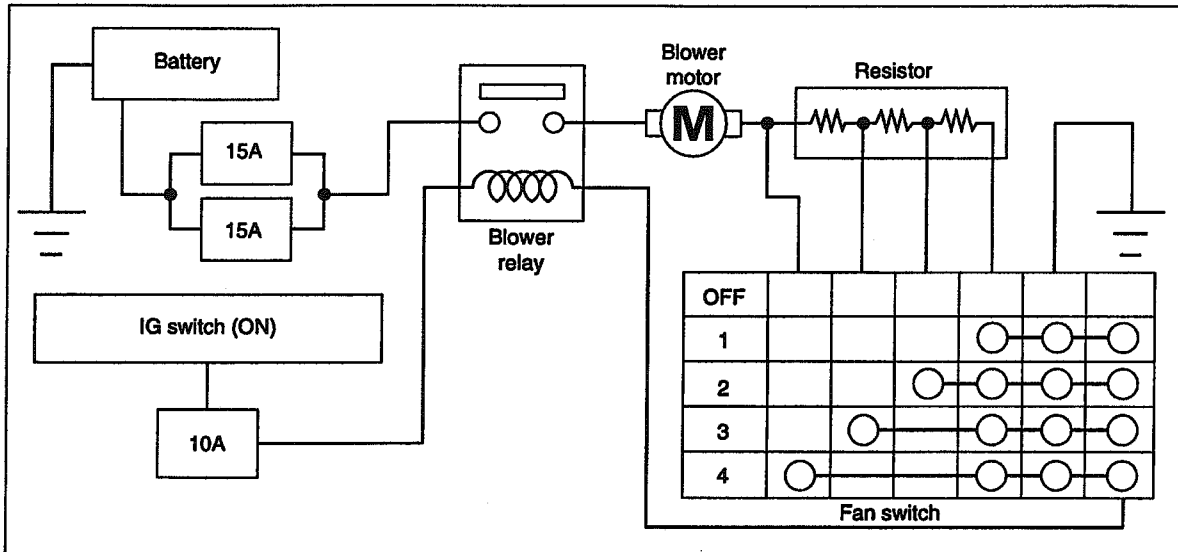 Battery
15A
15A
Blower
relay
Blower
motor
M
Resistor
IG switch (ON)
10A
OFF
1
2
3
4
Fan switch